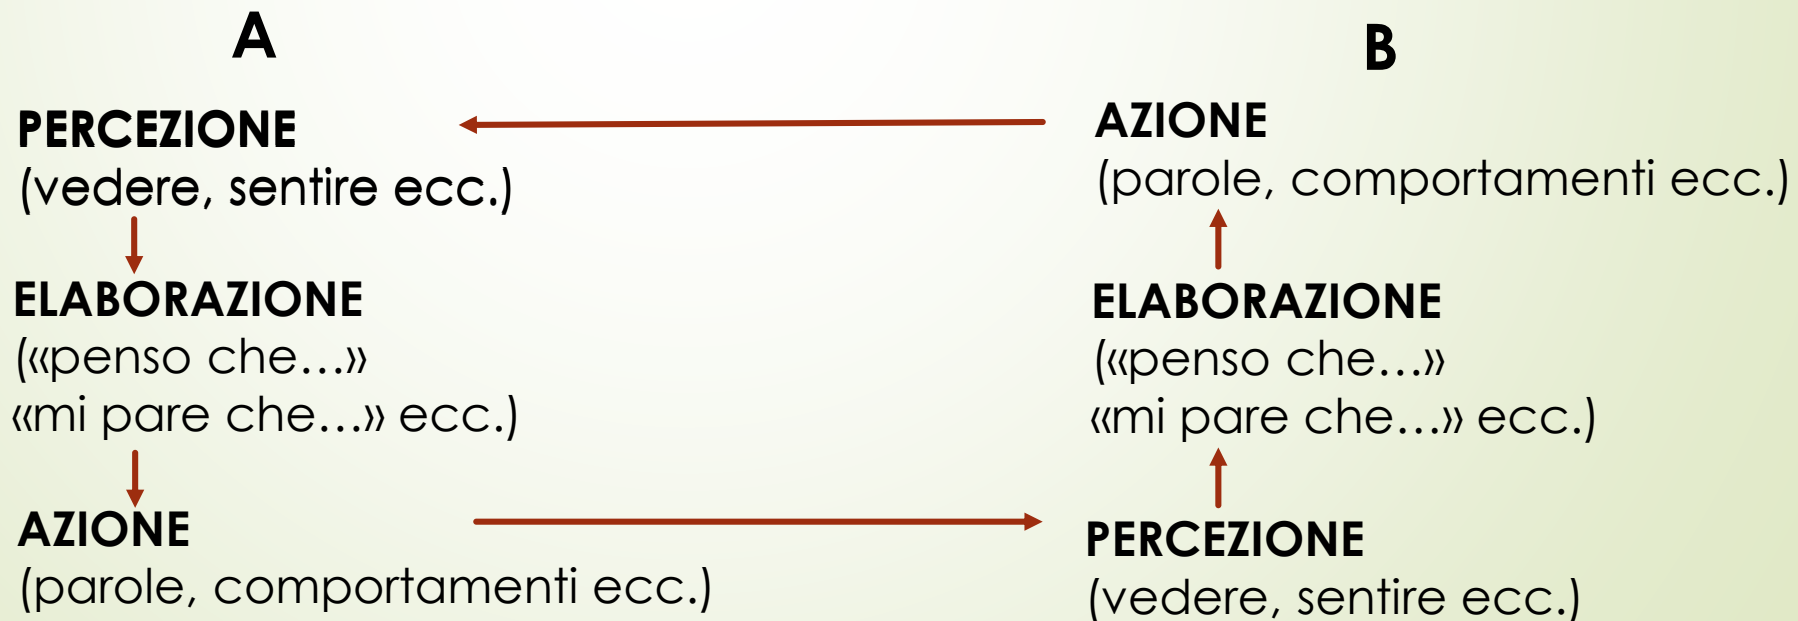 A
PERCEZIONE
(vedere, sentire ecc.)
ELABORAZIONE
(«penso che…»
«mi pare che…» ecc.)
AZIONE
(parole, comportamenti ecc.)
B
AZIONE
(parole, comportamenti ecc.)
ELABORAZIONE
(«penso che…»
«mi pare che…» ecc.)
PERCEZIONE
(vedere, sentire ecc.)